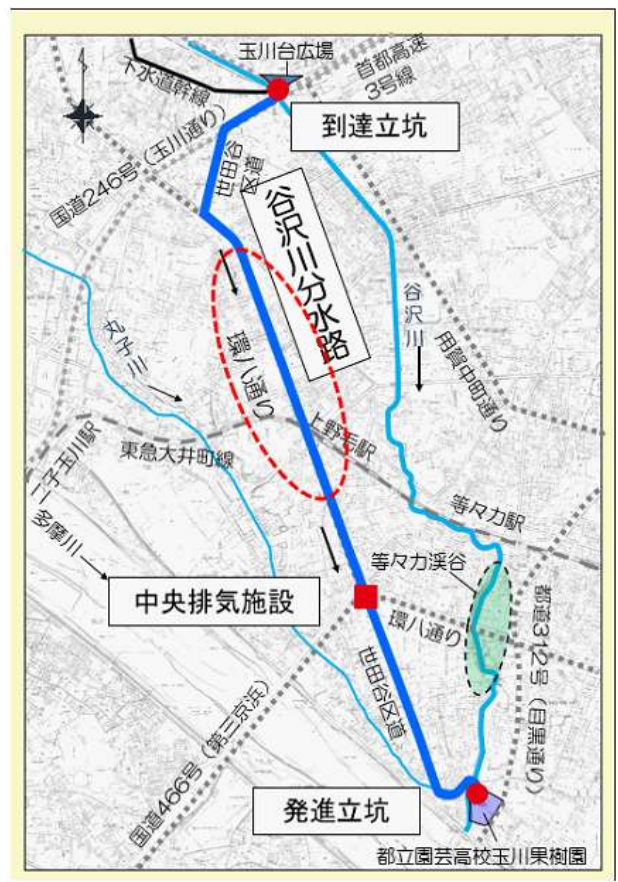 玉川台広場
下水道幹線
首都高速
3号線
到達立坑
国道246号（玉川通り）
世田谷
区道
谷沢川分水路
谷沢川
丸子川
環八通り
用賀中町通り
上野毛駅
東急大井町線
二子玉川駅
多摩川
等々力駅
等々力渓谷
中央排気施設
環八通り
都道312号（目黒通り）
世田谷区道
国道466号（第三京浜）
発進立坑
都立園芸高校玉川果樹園